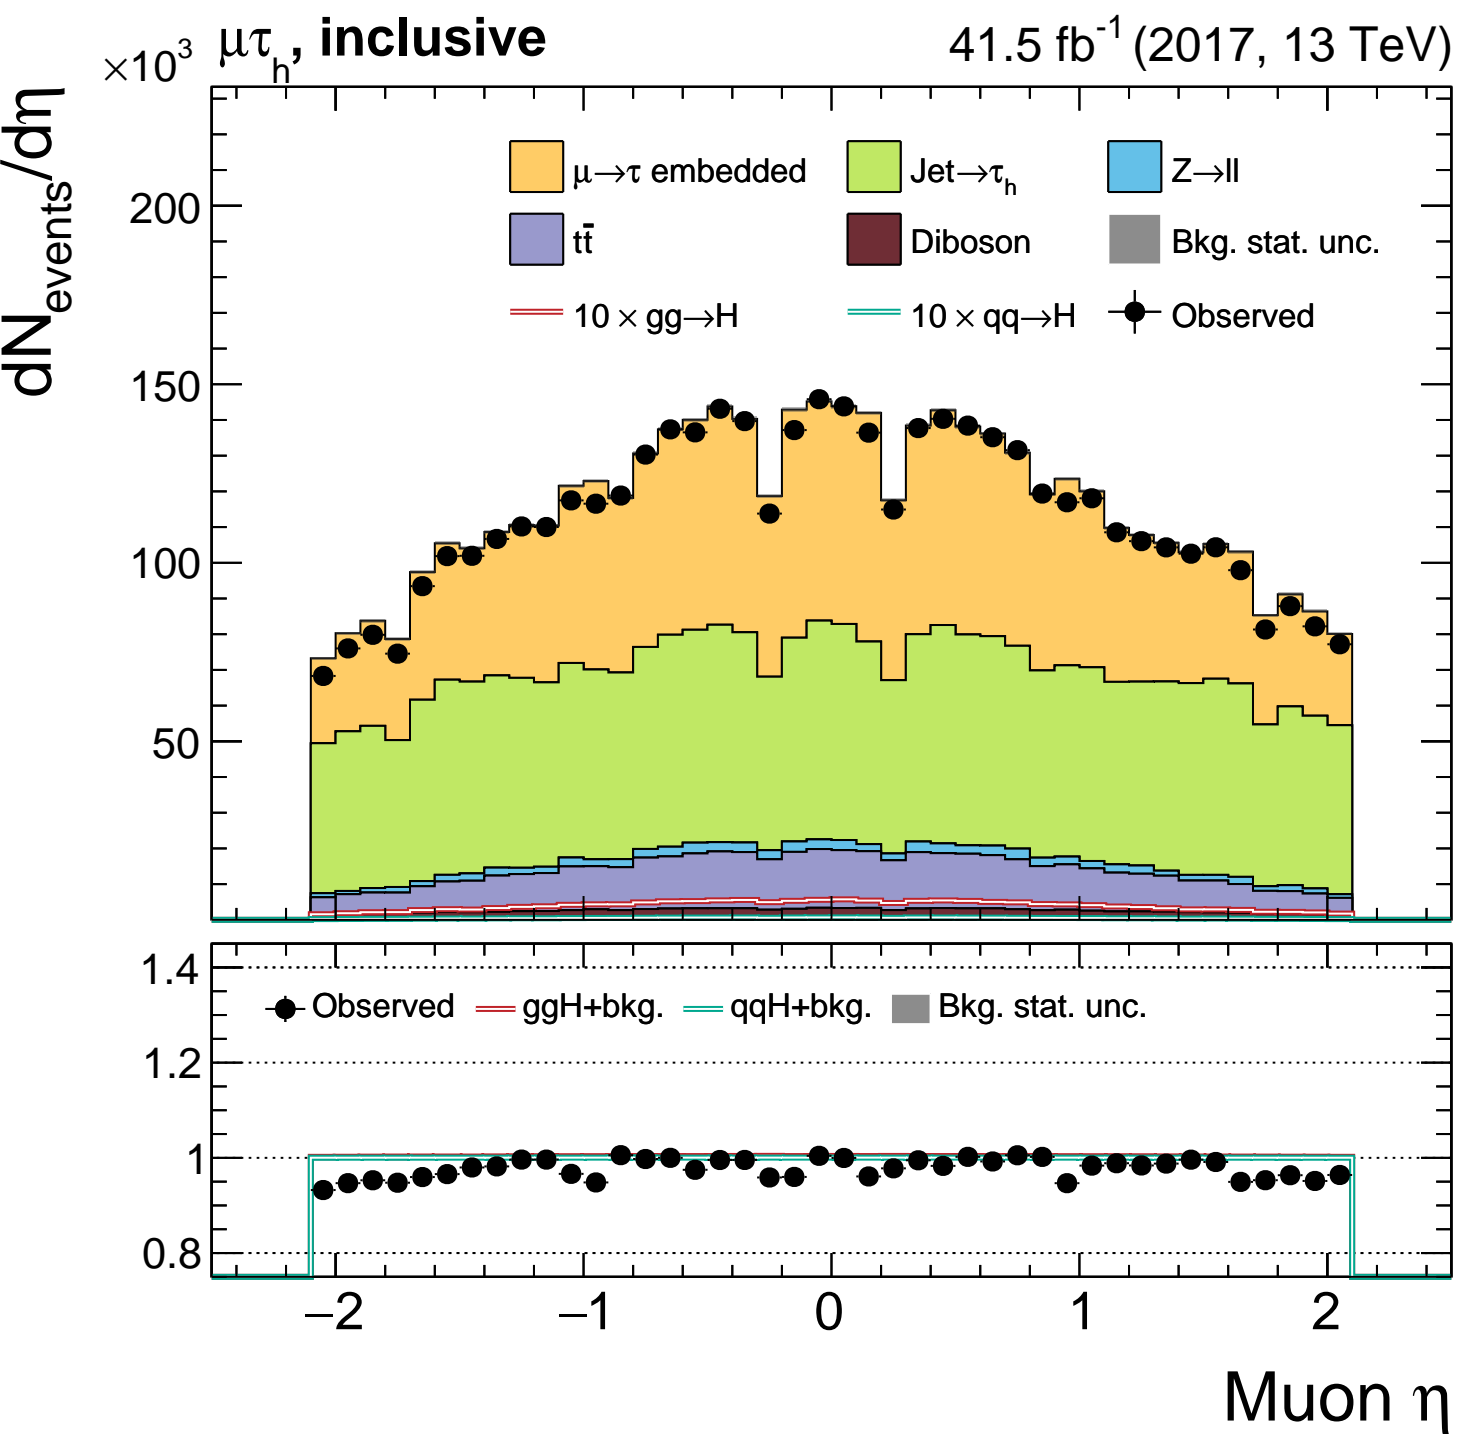 ×10³ μτₕ, inclusive 41.5 fb⁻¹ (2017, 13 TeV)
dN_events/dη
μ→τ embedded Jet→τₕ Z→ll
tt̄ Diboson Bkg. stat. unc.
10 × gg→H 10 × qq→H Observed
200
150
100
50
1.4
Observed ggH+bkg. qqH+bkg. Bkg. stat. unc.
1.2
1
0.8
−2 −1 0 1 2
Muon η